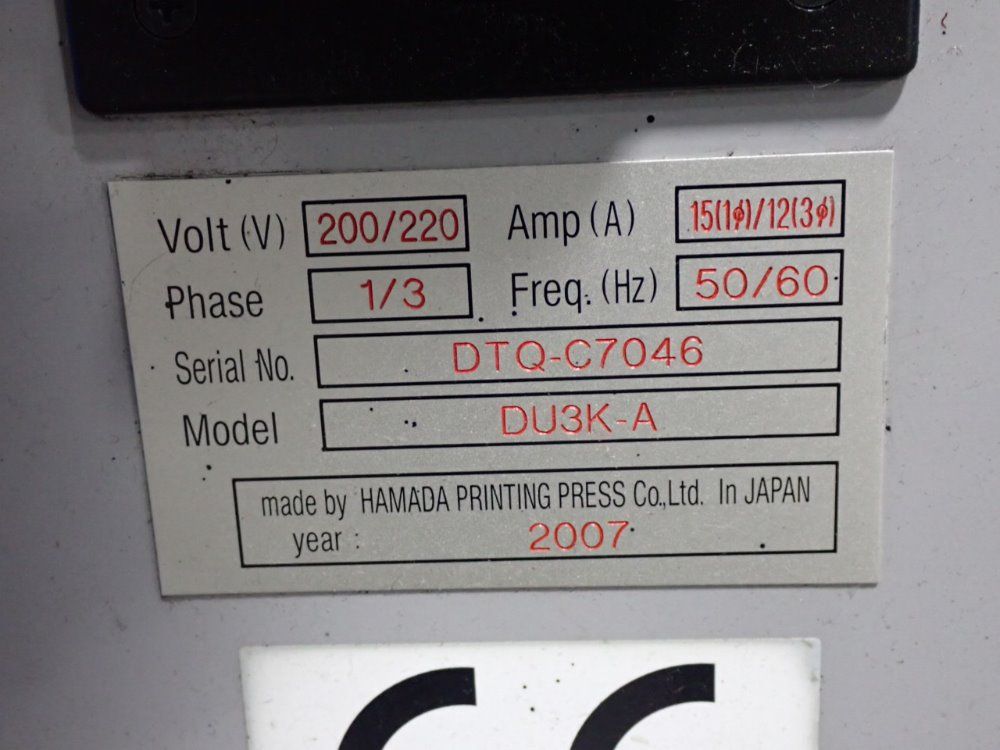 Volt (V) 200/220 Amp (A) 15(1φ)/12(3φ)
Phase 1/3 Freq. (Hz) 50/60
Serial No. DTQ-C7046
Model DU3K-A
made by HAMADA PRINTING PRESS Co.,Ltd. In JAPAN
year : 2007
CE